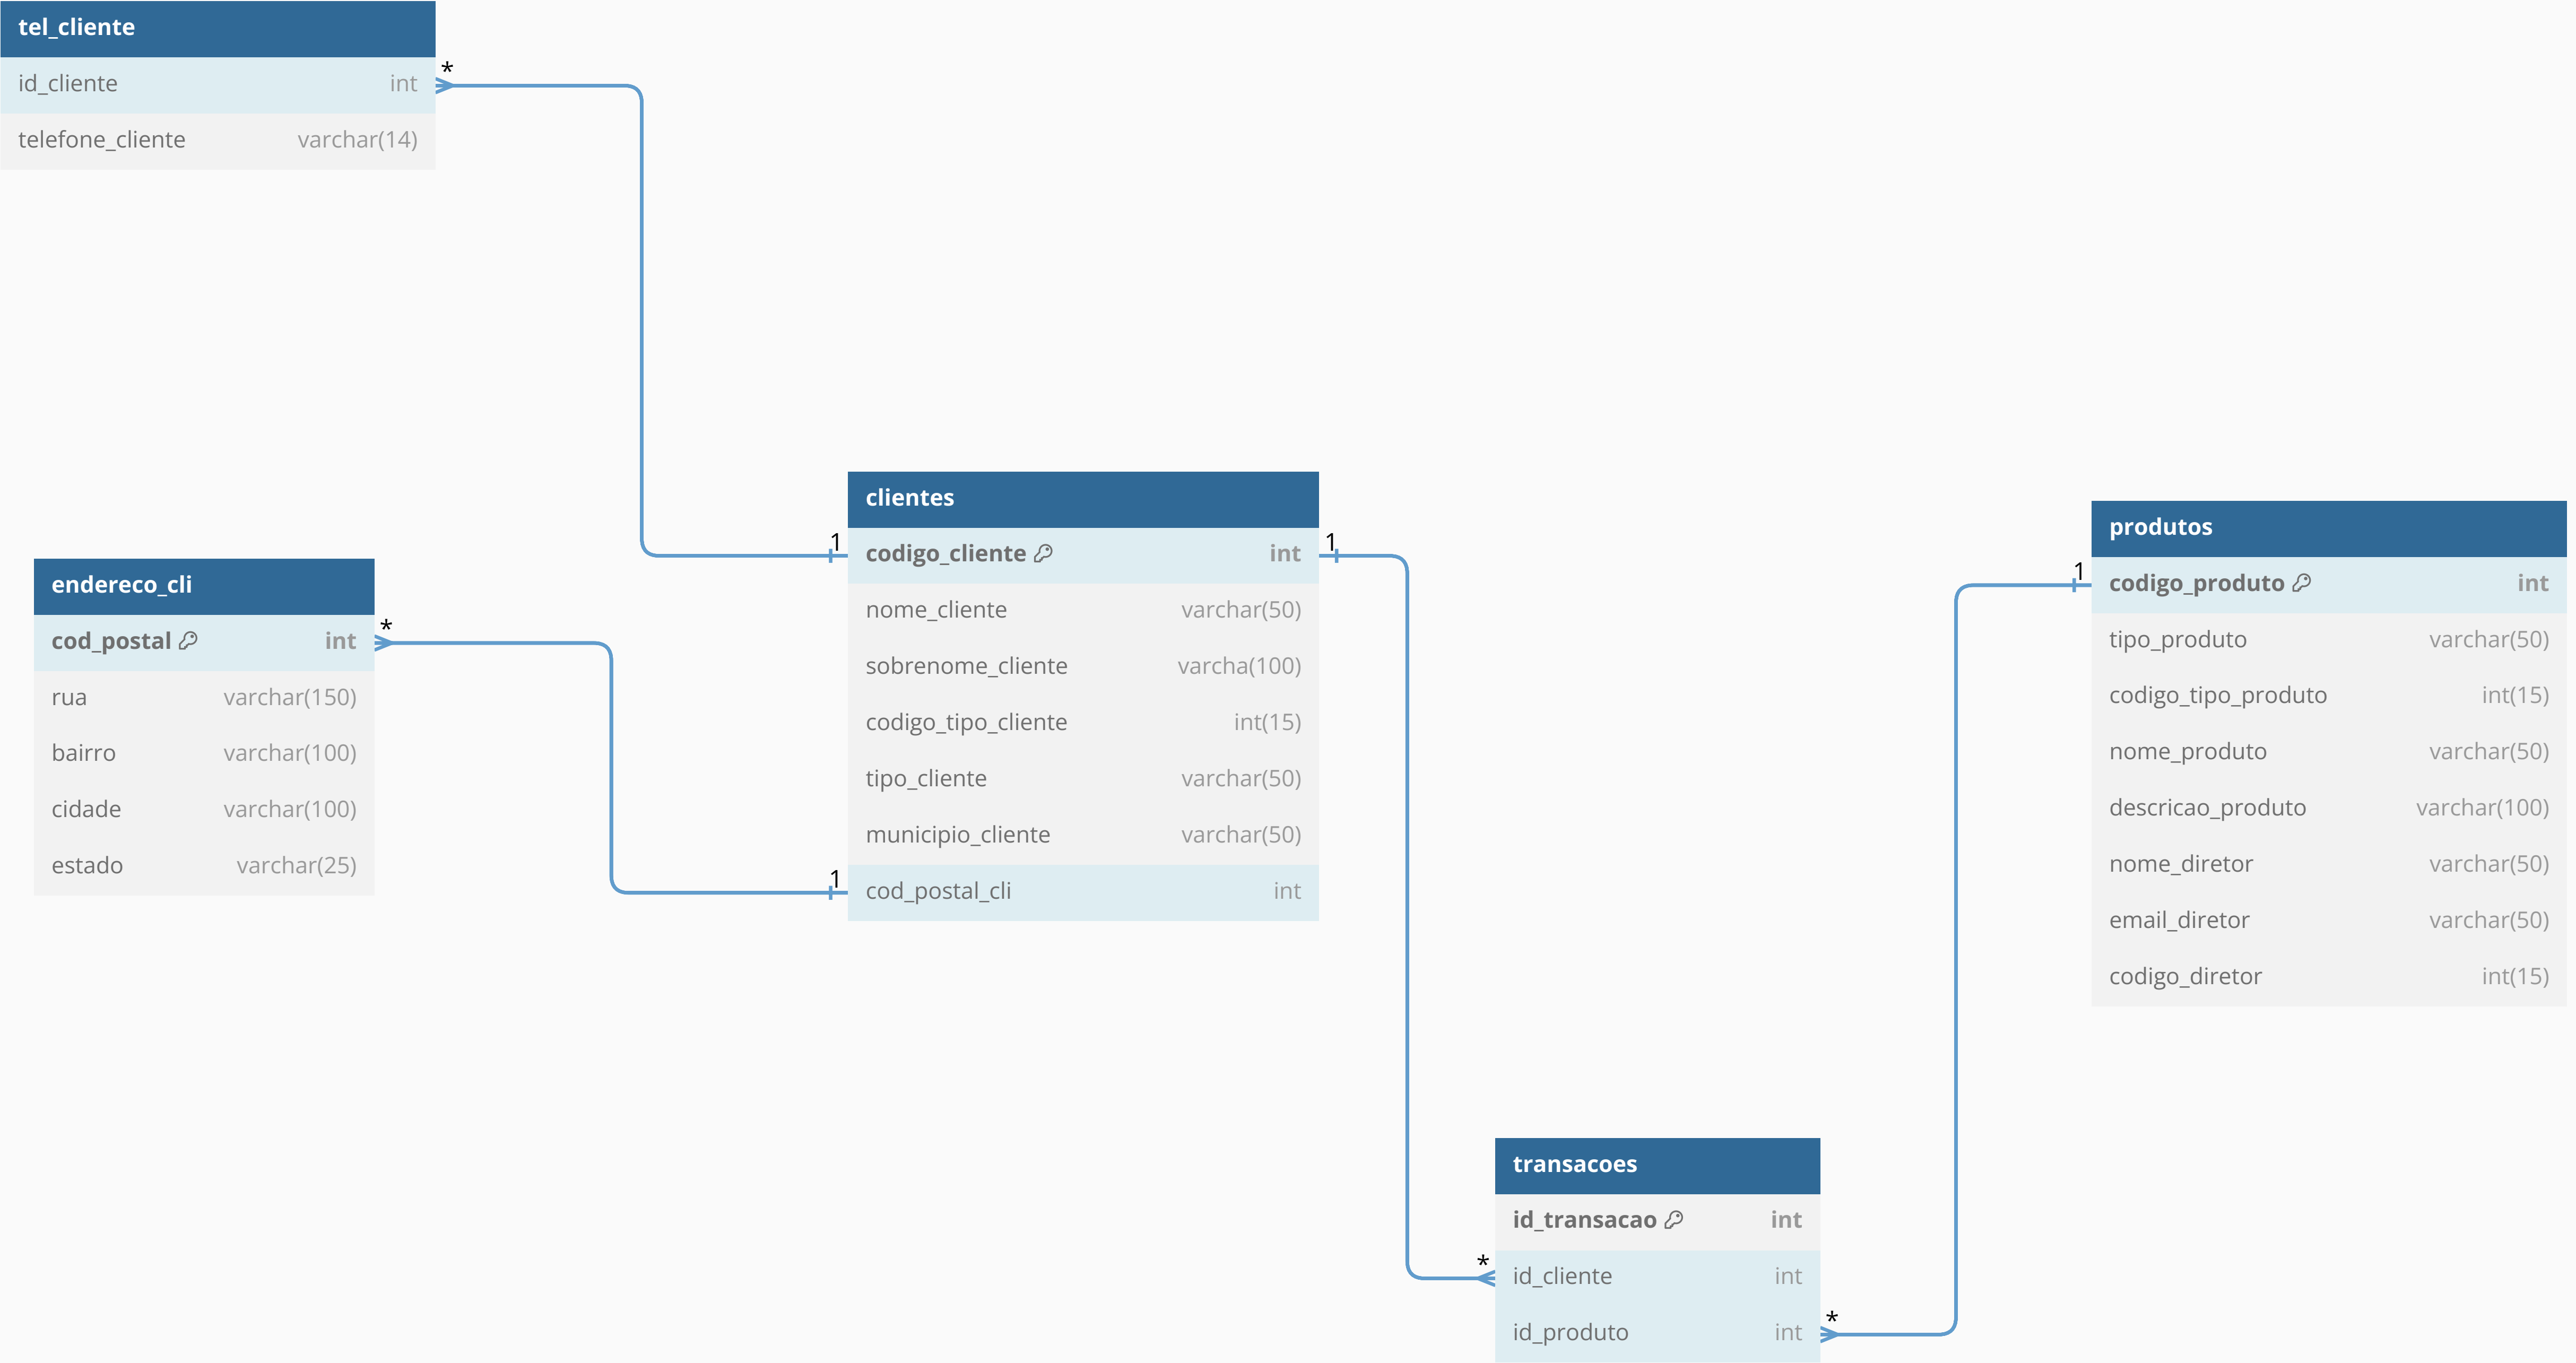 tel_cliente
id_cliente int
telefone_cliente varchar(14)
*
1
endereco_cli
cod_postal int
rua varchar(150)
bairro varchar(100)
cidade varchar(100)
estado varchar(25)
*
1
clientes
codigo_cliente int
nome_cliente varchar(50)
sobrenome_cliente varcha(100)
codigo_tipo_cliente int(15)
tipo_cliente varchar(50)
municipio_cliente varchar(50)
cod_postal_cli int
1
*
produtos
codigo_produto int
tipo_produto varchar(50)
codigo_tipo_produto int(15)
nome_produto varchar(50)
descricao_produto varchar(100)
nome_diretor varchar(50)
email_diretor varchar(50)
codigo_diretor int(15)
1
*
transacoes
id_transacao int
id_cliente int
id_produto int